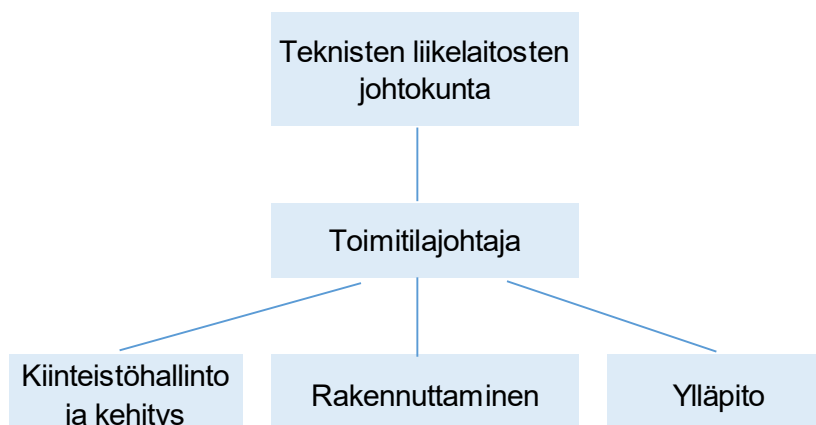 Teknisten liikelaitosten
johtokunta
Toimitilajohtaja
Kiinteistöhallinto
ja kehitys
Rakennuttaminen
Ylläpito